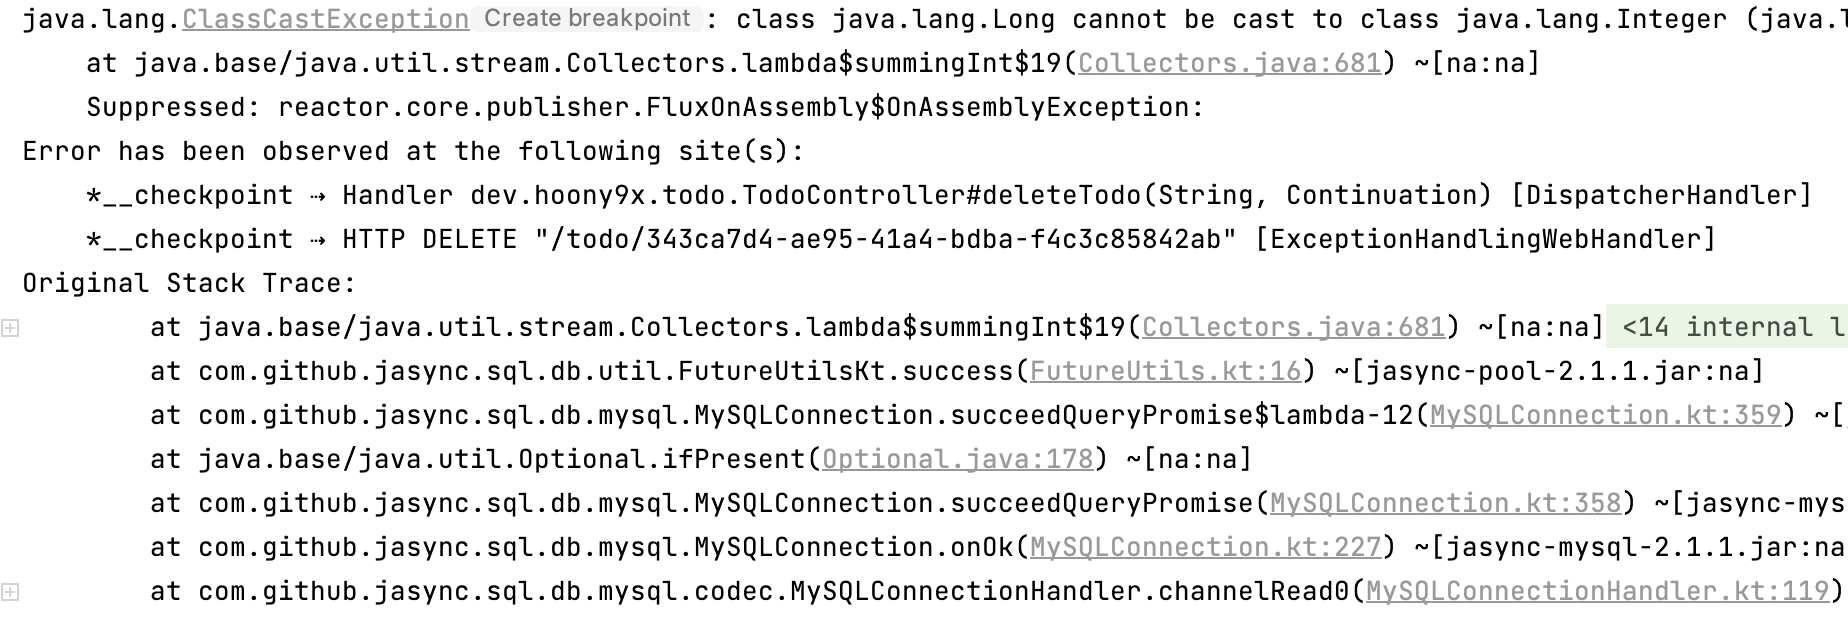 java.lang.ClassCastException Create breakpoint : class java.lang.Long cannot be cast to class java.lang.Integer (java.l
at java.base/java.util.stream.Collectors.lambda$summingInt$19(Collectors.java:681) ~[na:na]
Suppressed: reactor.core.publisher.FluxOnAssembly$OnAssemblyException:
Error has been observed at the following site(s):
*__checkpoint ⇢ Handler dev.hoony9x.todo.TodoController#deleteTodo(String, Continuation) [DispatcherHandler]
*__checkpoint ⇢ HTTP DELETE "/todo/343ca7d4-ae95-41a4-bdba-f4c3c85842ab" [ExceptionHandlingWebHandler]
Original Stack Trace:
at java.base/java.util.stream.Collectors.lambda$summingInt$19(Collectors.java:681) ~[na:na] <14 internal l
at com.github.jasync.sql.db.util.FutureUtilsKt.success(FutureUtils.kt:16) ~[jasync-pool-2.1.1.jar:na]
at com.github.jasync.sql.db.mysql.MySQLConnection.succeedQueryPromise$lambda-12(MySQLConnection.kt:359) ~[
at java.base/java.util.Optional.ifPresent(Optional.java:178) ~[na:na]
at com.github.jasync.sql.db.mysql.MySQLConnection.succeedQueryPromise(MySQLConnection.kt:358) ~[jasync-mys
at com.github.jasync.sql.db.mysql.MySQLConnection.onOk(MySQLConnection.kt:227) ~[jasync-mysql-2.1.1.jar:na
at com.github.jasync.sql.db.mysql.codec.MySQLConnectionHandler.channelRead0(MySQLConnectionHandler.kt:119)